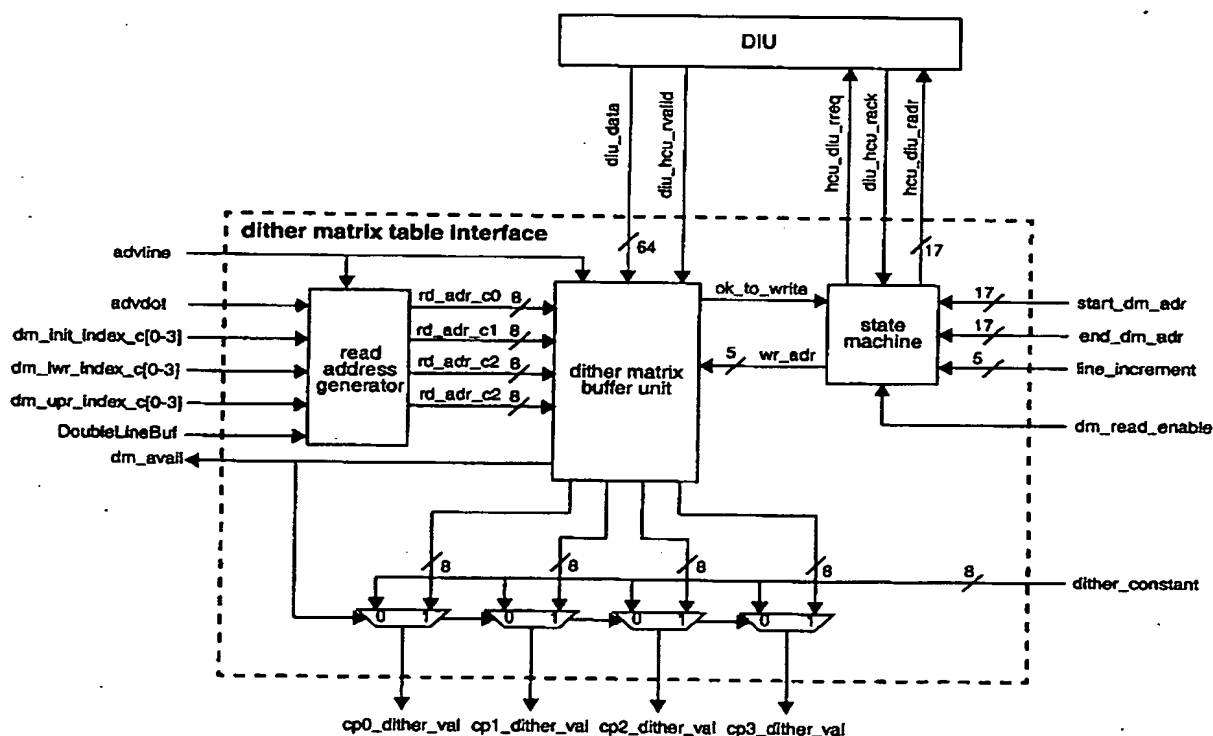 DIU
diu_data
diu_hcu_rvalid
hcu_diu_rreq
diu_hcu_rack
hcu_diu_radr
64
17
dither matrix table interface
advline
advdot
dm_init_index_c[0-3]
dm_lwr_index_c[0-3]
dm_upr_index_c[0-3]
DoubleLineBuf
dm_avail
read
address
generator
rd_adr_c0 8
rd_adr_c1 8
rd_adr_c2 8
rd_adr_c2 8
dither matrix
buffer unit
ok_to_write
5 wr_adr
state
machine
17 start_dm_adr
17 end_dm_adr
5 line_increment
dm_read_enable
8 8 8 8
8 dither_constant
0 1 0 1 0 1 0 1
cp0_dither_val cp1_dither_val cp2_dither_val cp3_dither_val